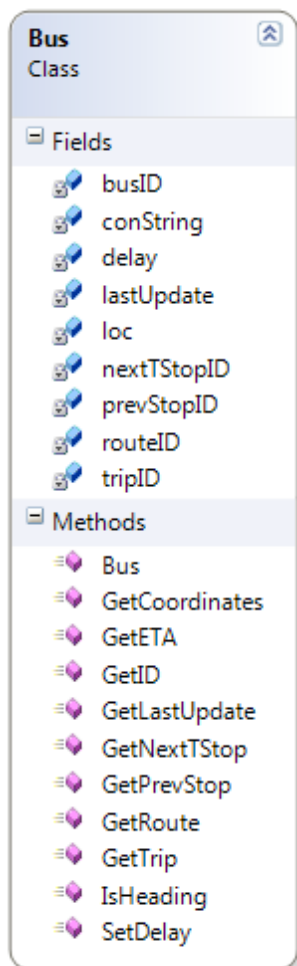 Bus
Class
Fields
busID
conString
delay
lastUpdate
loc
nextTStopID
prevStopID
routeID
tripID
Methods
Bus
GetCoordinates
GetETA
GetID
GetLastUpdate
GetNextTStop
GetPrevStop
GetRoute
GetTrip
IsHeading
SetDelay